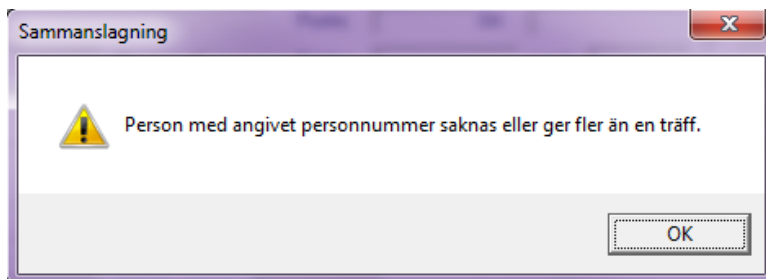 Sammanslagning
Person med angivet personnummer saknas eller ger fler än en träff.
OK